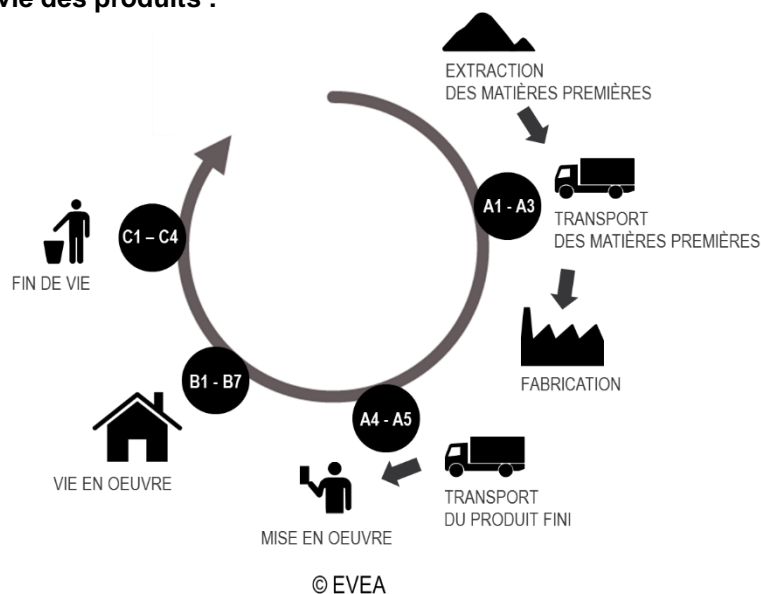 vie des produits :
EXTRACTION
DES MATIÈRES PREMIÈRES
A1 - A3
TRANSPORT
DES MATIÈRES PREMIÈRES
FABRICATION
A4 - A5
TRANSPORT
DU PRODUIT FINI
MISE EN OEUVRE
B1 - B7
VIE EN OEUVRE
C1 – C4
FIN DE VIE
© EVEA